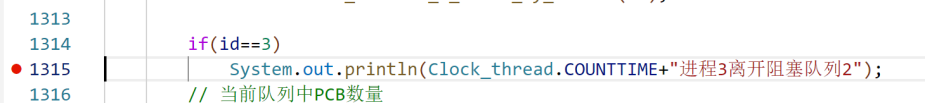 1313
1314 if(id==3)
1315 System.out.println(Clock_thread.COUNTTIME+"进程3离开阻塞队列2");
1316 // 当前队列中PCB数量